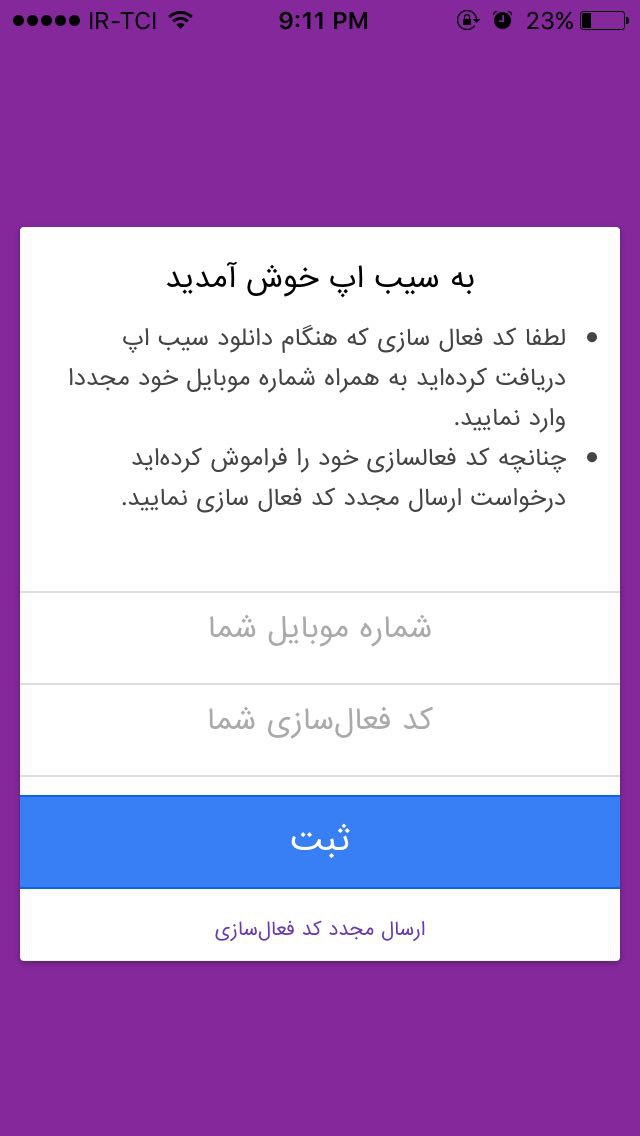 IR-TCI 9:11 PM 23%
به سیب اپ خوش آمدید
لطفا کد فعال سازی که هنگام دانلود سیب اپ
دریافت کرده‌اید به همراه شماره موبایل خود مجددا
وارد نمایید.
چنانچه کد فعالسازی خود را فراموش کرده‌اید
درخواست ارسال مجدد کد فعال سازی نمایید.
شماره موبایل شما
کد فعال‌سازی شما
ثبت
ارسال مجدد کد فعال‌سازی